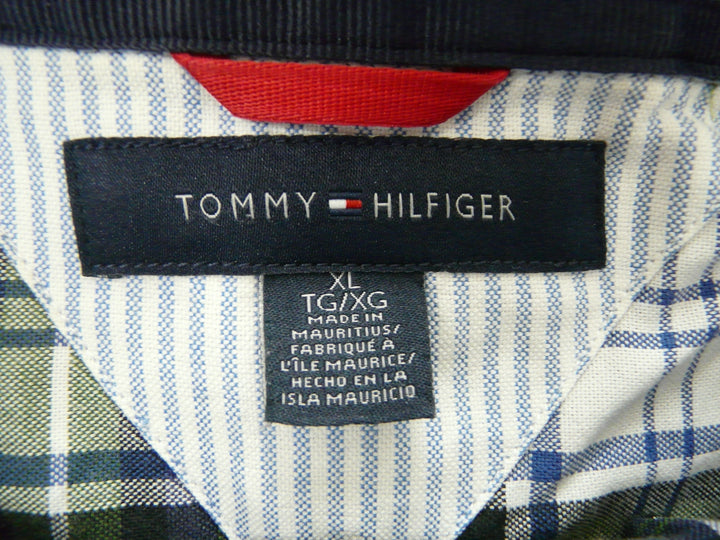 TOMMY HILFIGER
XL
TG/XG
MADE IN
MAURITIUS/
FABRIQUÉ À
L'ÎLE MAURICE/
HECHO EN LA
ISLA MAURICIO